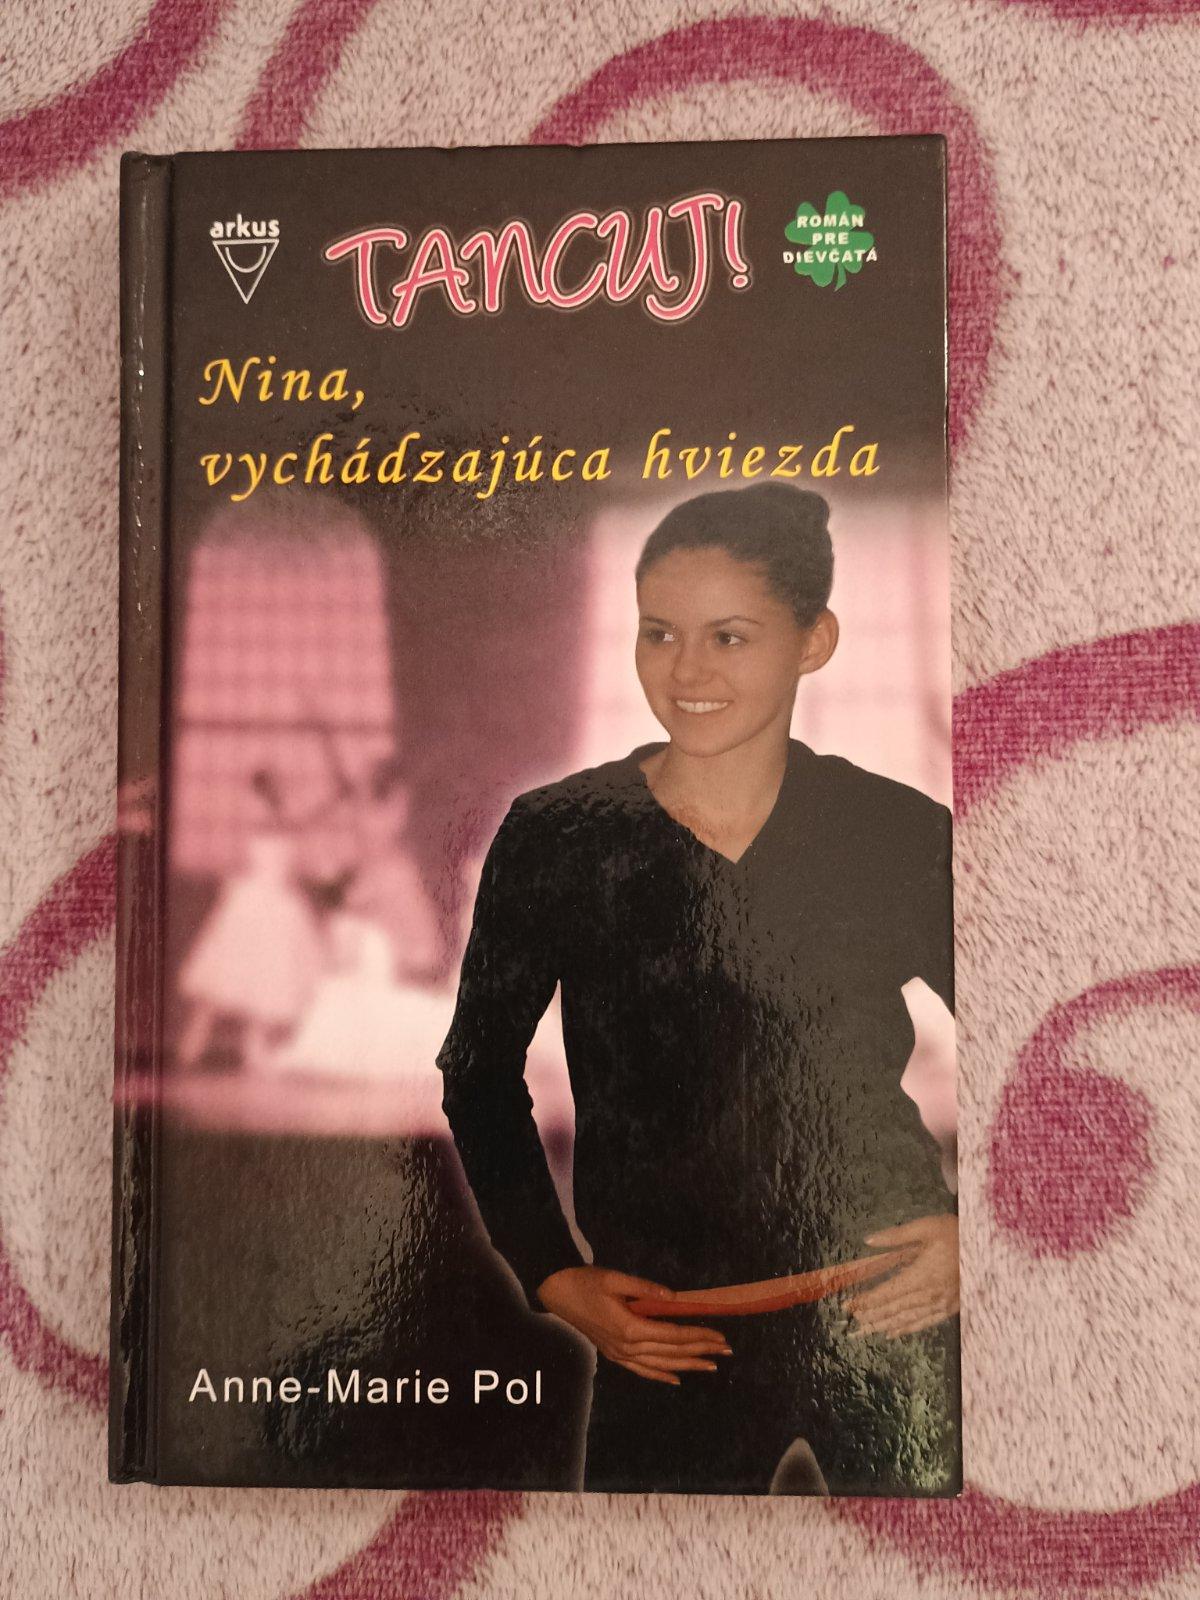 arkus
TANCUJ!
ROMÁN
PRE
DIEVČATÁ
Nina,
vychádzajúca hviezda
Anne-Marie Pol